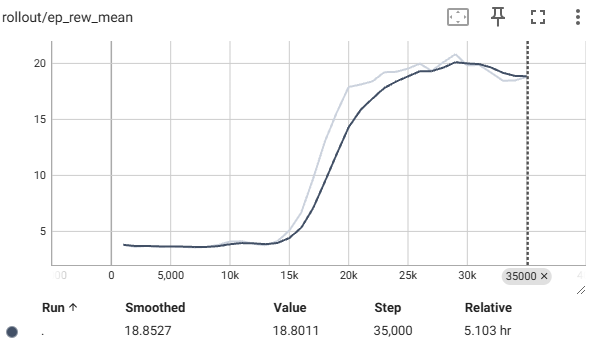 rollout/ep_rew_mean
20
15
10
5
0 5,000 10k 15k 20k 25k 30k 35000 ×
Run ↑ Smoothed Value Step Relative
. 18.8527 18.8011 35,000 5.103 hr